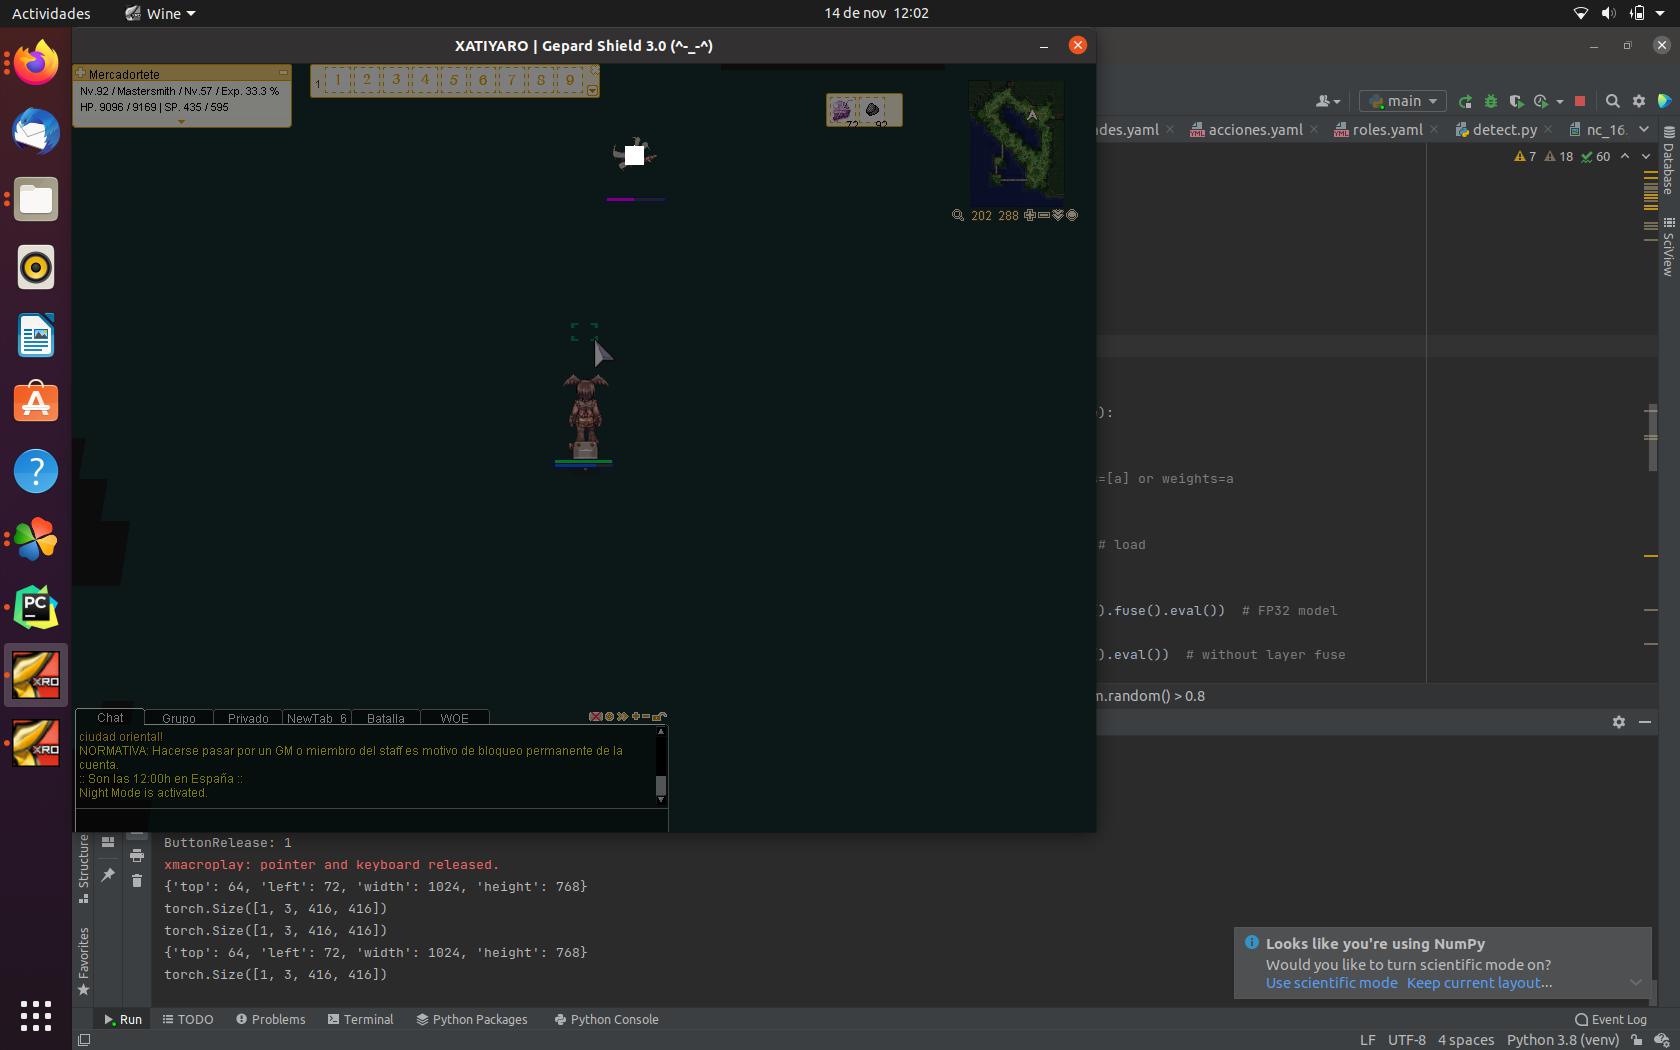 Actividades
Wine
14 de nov 12:02
XATIYARO | Gepard Shield 3.0 (^-_-^)
Mercadortete
Nv.92 / Mastersmith / Nv.57 / Exp. 33.3 %
HP. 9096 / 9169 | SP. 435 / 595
1 1 2 3 4 5 6 7 8 9
72 92
202 288
main
des.yaml
acciones.yaml
roles.yaml
detect.py
nc_16.
7 18 60
Database
SciView
):
=[a] or weights=a
# load
).fuse().eval()) # FP32 model
).eval()) # without layer fuse
m.random() > 0.8
Chat Grupo Privado NewTab 6 Batalla WOE
ciudad oriental!
NORMATIVA: Hacerse pasar por un GM o miembro del staff es motivo de bloqueo permanente de la
cuenta.
:: Son las 12:00h en España ::
Night Mode is activated.
PC
XRO
XRO
Structure
Favorites
ButtonRelease: 1
xmacroplay: pointer and keyboard released.
{'top': 64, 'left': 72, 'width': 1024, 'height': 768}
torch.Size([1, 3, 416, 416])
torch.Size([1, 3, 416, 416])
{'top': 64, 'left': 72, 'width': 1024, 'height': 768}
torch.Size([1, 3, 416, 416])
Looks like you're using NumPy
Would you like to turn scientific mode on?
Use scientific mode Keep current layout...
Run TODO Problems Terminal Python Packages Python Console Event Log
LF UTF-8 4 spaces Python 3.8 (venv)